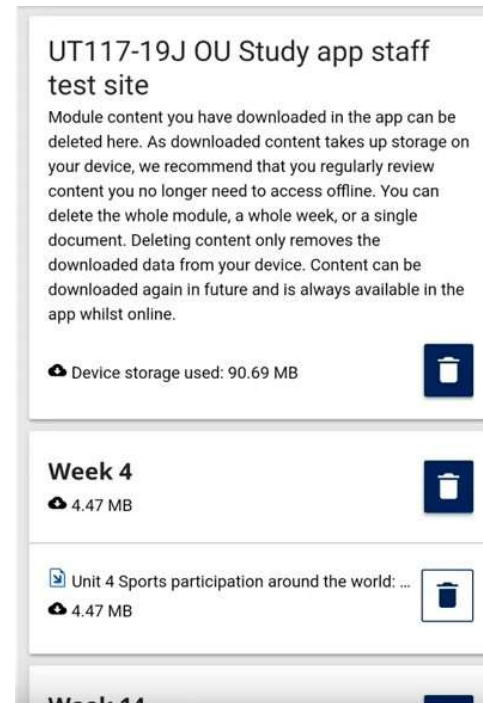 UT117-19J OU Study app staff
test site
Module content you have downloaded in the app can be
deleted here. As downloaded content takes up storage on
your device, we recommend that you regularly review
content you no longer need to access offline. You can
delete the whole module, a whole week, or a single
document. Deleting content only removes the
downloaded data from your device. Content can be
downloaded again in future and is always available in the
app whilst online.
Device storage used: 90.69 MB
Week 4
4.47 MB
Unit 4 Sports participation around the world: ...
4.47 MB
Week 14